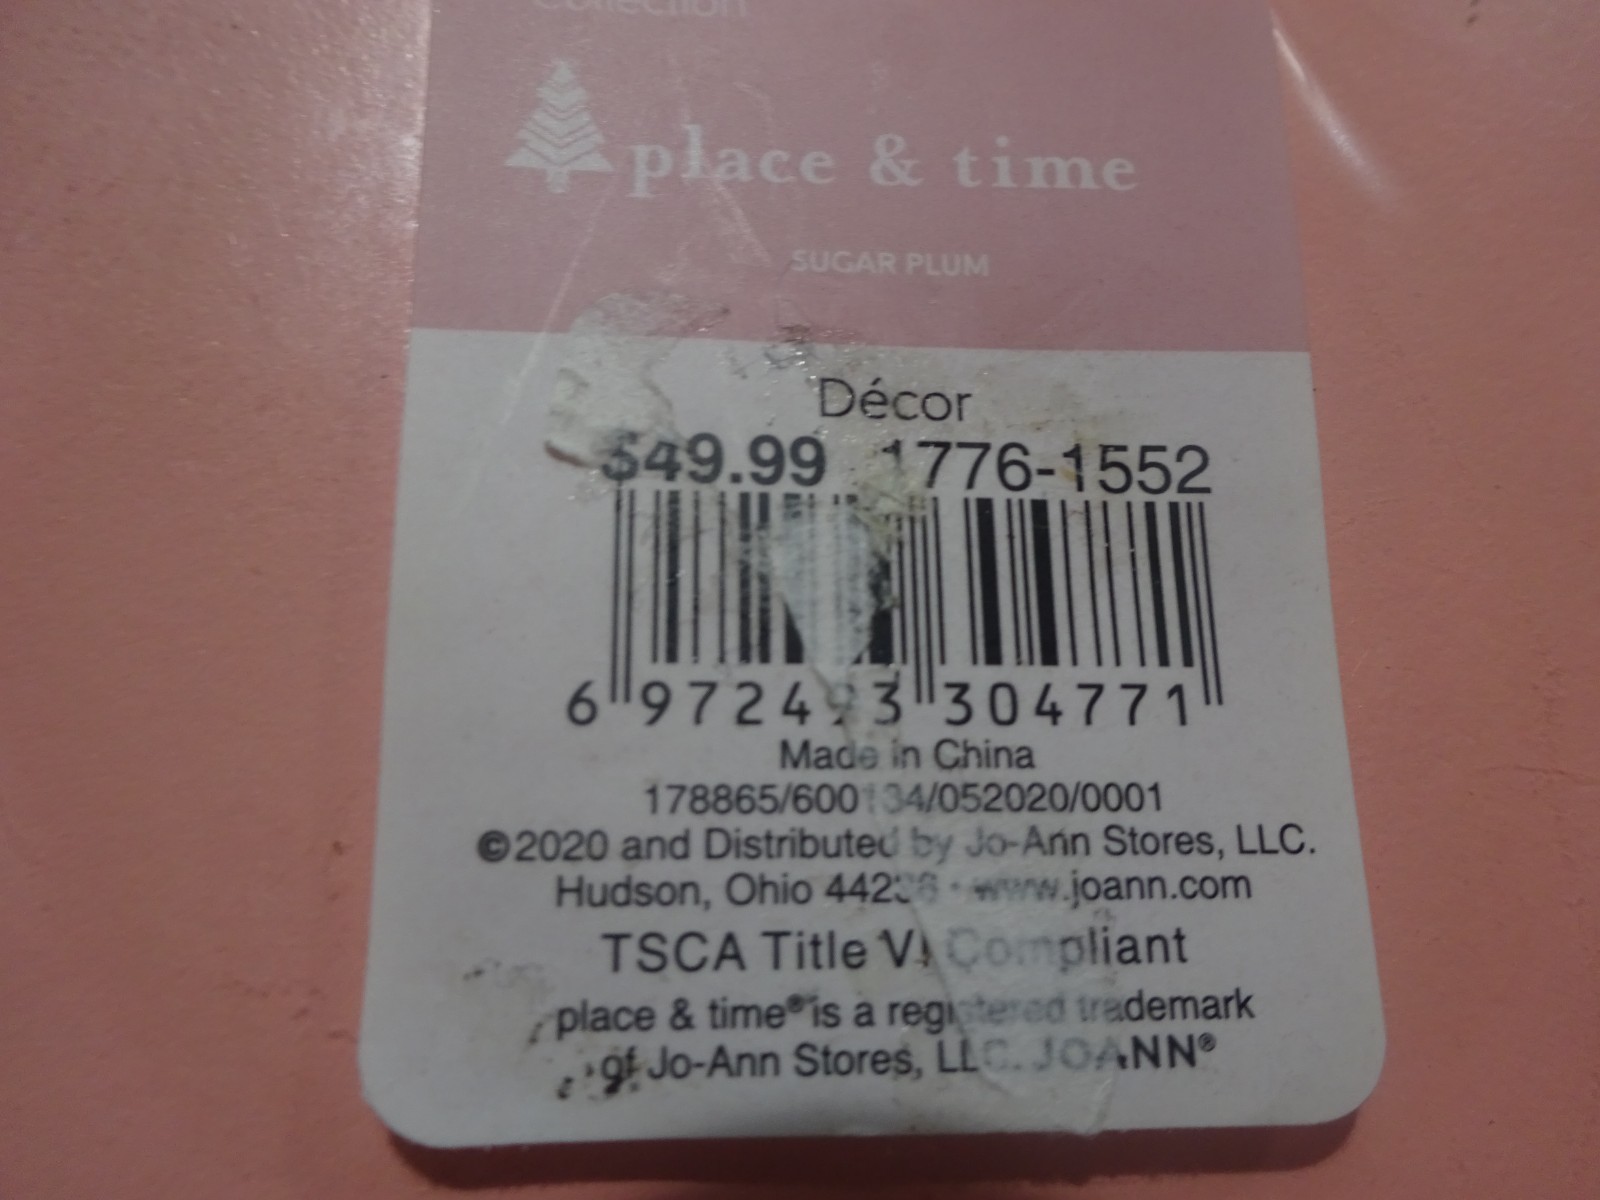 Collection
place & time
SUGAR PLUM
Décor
$49.99 1776-1552
6 972493 304771
Made in China
178865/600134/052020/0001
©2020 and Distributed by Jo-Ann Stores, LLC.
Hudson, Ohio 44236 • www.joann.com
TSCA Title VI Compliant
place & time® is a registered trademark
of Jo-Ann Stores, LLC. JOANN®